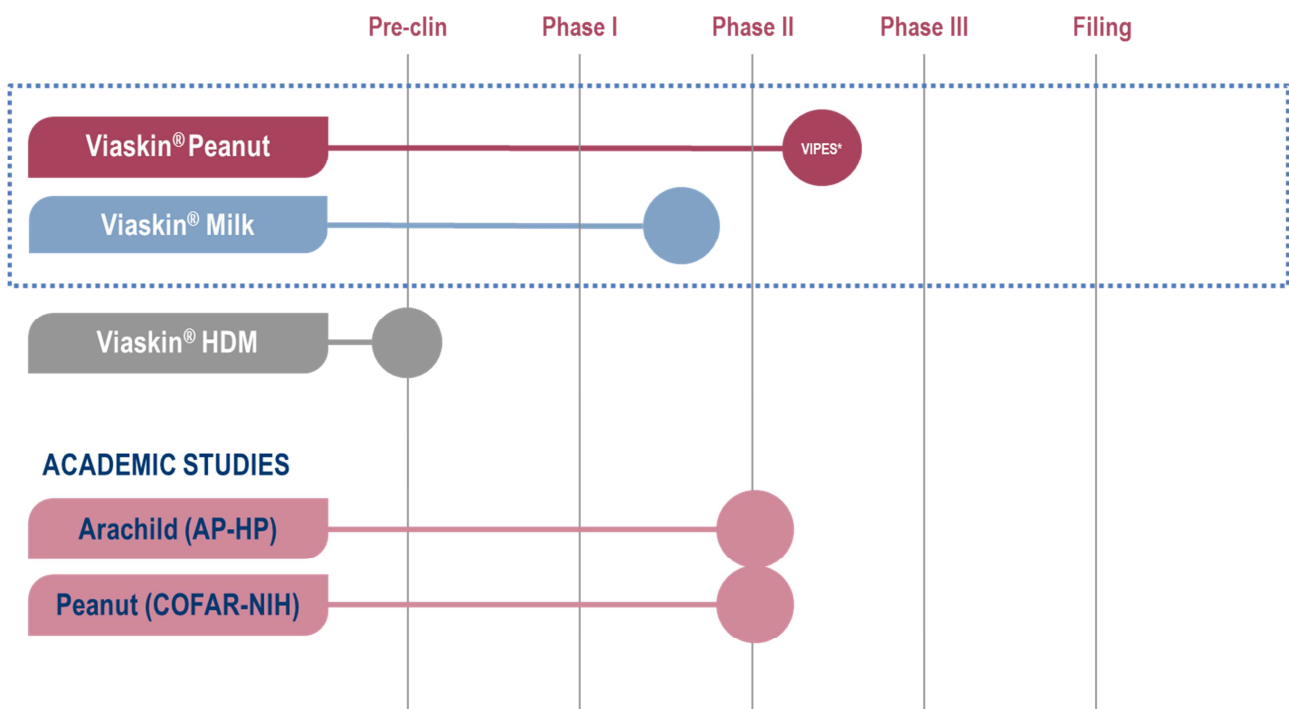 Pre-clin Phase I Phase II Phase III Filing
Viaskin® Peanut
VIPES*
Viaskin® Milk
Viaskin® HDM
ACADEMIC STUDIES
Arachild (AP-HP)
Peanut (COFAR-NIH)